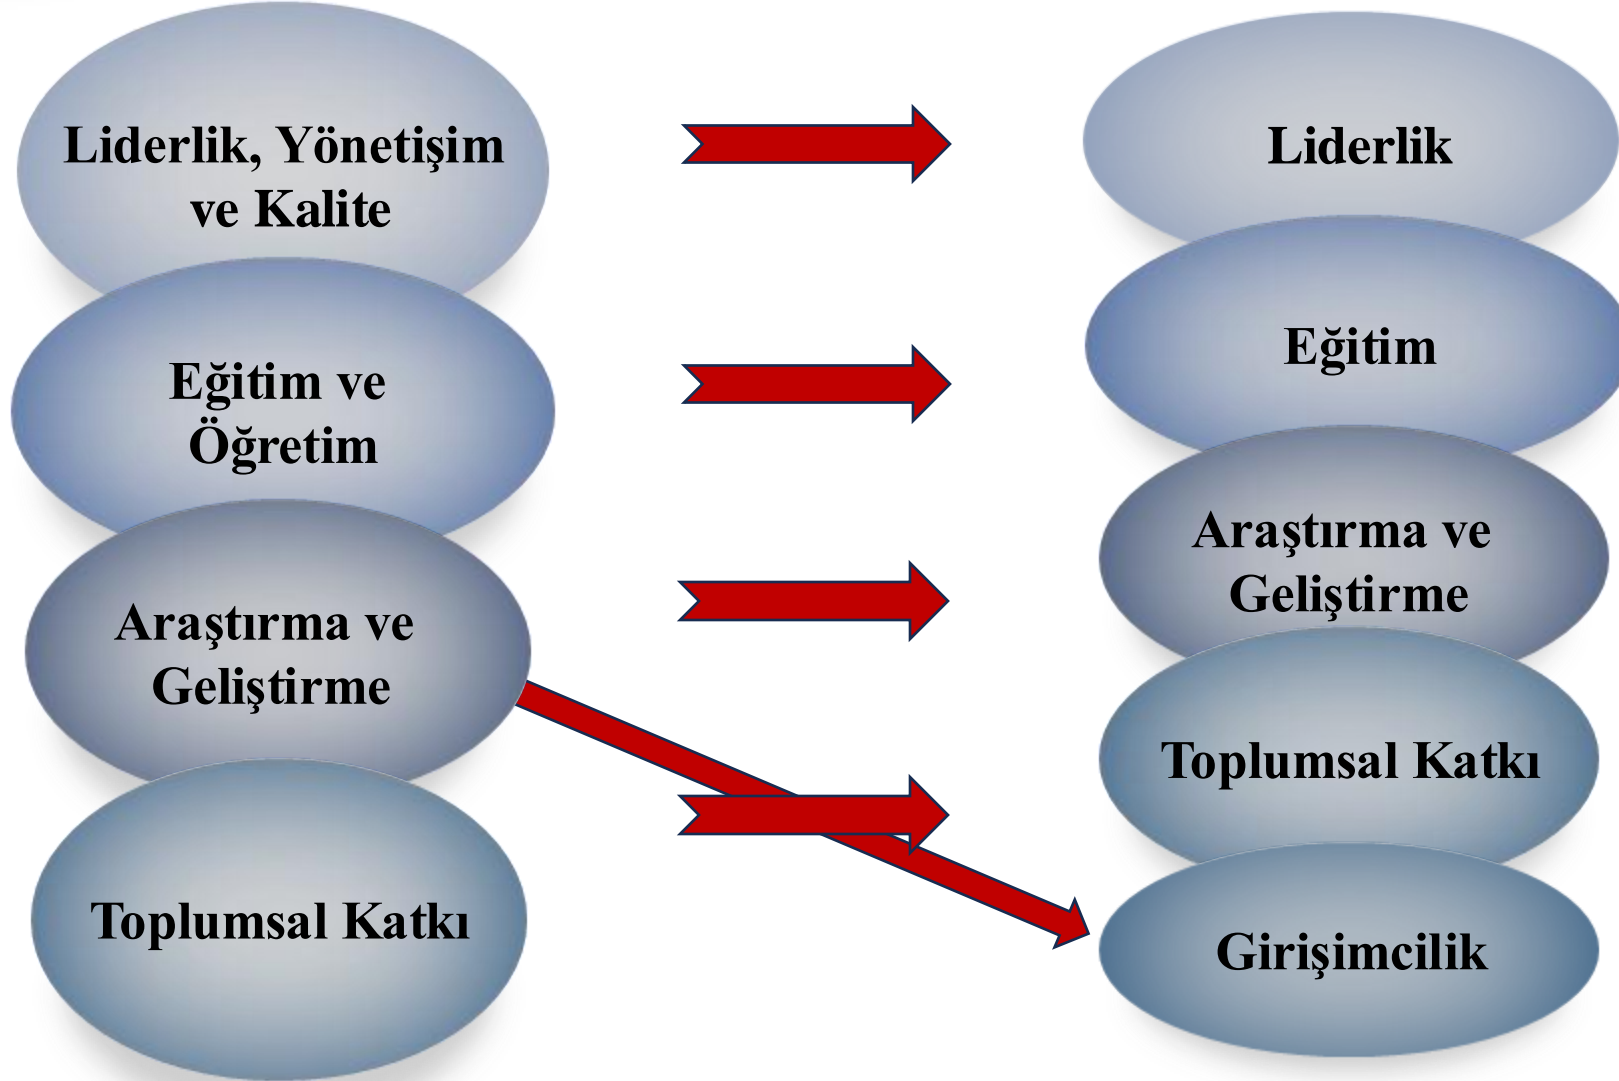 Liderlik, Yönetişim
ve Kalite
Eğitim ve
Öğretim
Araştırma ve
Geliştirme
Toplumsal Katkı
Liderlik
Eğitim
Araştırma ve
Geliştirme
Toplumsal Katkı
Girişimcilik